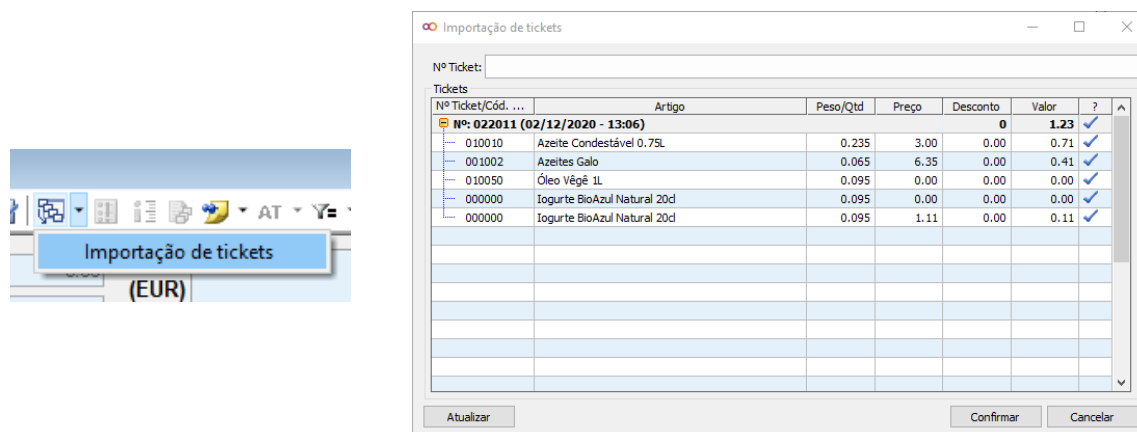 AT
Y=
Importação de tickets
(EUR)
Importação de tickets
Nº Ticket:
Tickets
Nº Ticket/Cód. ... Artigo Peso/Qtd Preço Desconto Valor ?
Nº: 022011 (02/12/2020 - 13:06) 0 1.23
010010 Azeite Condestável 0.75L 0.235 3.00 0.00 0.71
001002 Azeites Galo 0.065 6.35 0.00 0.41
010050 Óleo Vêgê 1L 0.095 0.00 0.00 0.00
000000 Iogurte BioAzul Natural 20cl 0.095 0.00 0.00 0.00
000000 Iogurte BioAzul Natural 20cl 0.095 1.11 0.00 0.11
Atualizar Confirmar Cancelar